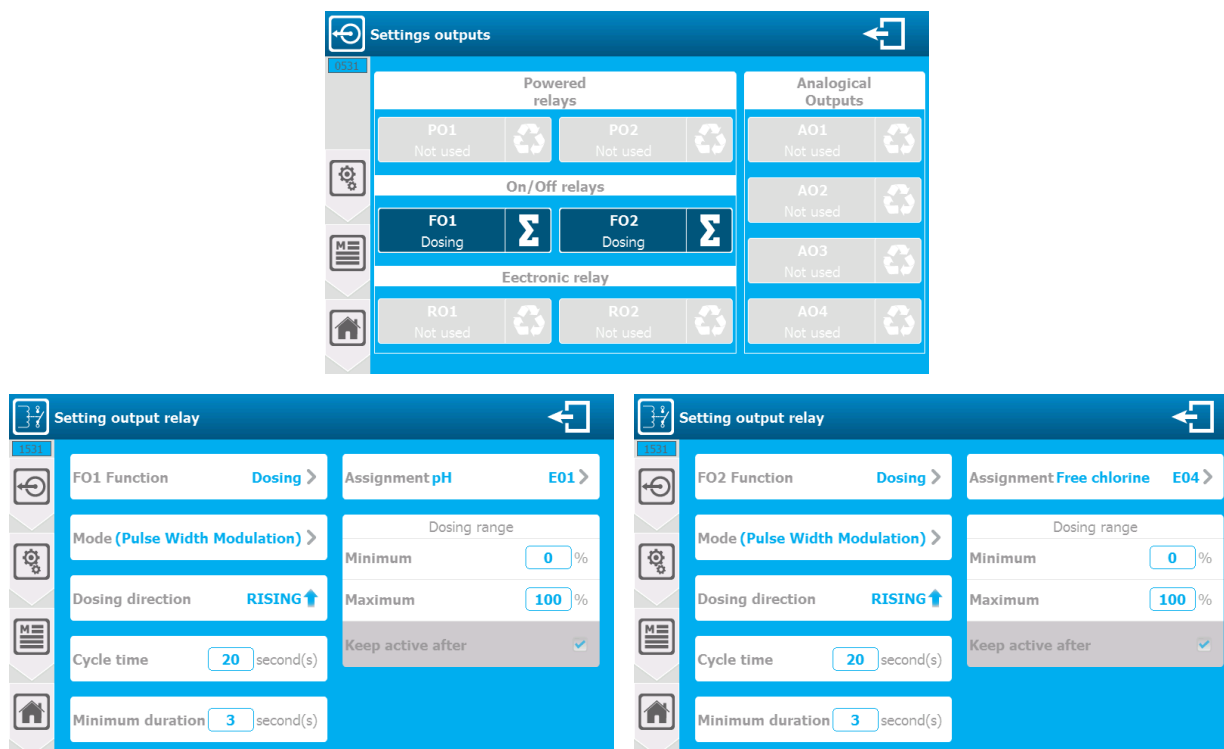 Settings outputs
0531
Powered
relays
Analogical
Outputs
PO1
Not used
PO2
Not used
AO1
Not used
On/Off relays
AO2
Not used
FO1
Dosing
Σ
FO2
Dosing
Σ
AO3
Not used
Eectronic relay
RO1
Not used
RO2
Not used
AO4
Not used
M
Setting output relay
1531
FO1 Function Dosing >
Assignment pH E01 >
Mode (Pulse Width Modulation) >
Dosing range
Minimum 0 %
Dosing direction RISING
Maximum 100 %
Keep active after
Cycle time 20 second(s)
Minimum duration 3 second(s)
M
Setting output relay
1531
FO2 Function Dosing >
Assignment Free chlorine E04 >
Mode (Pulse Width Modulation) >
Dosing range
Minimum 0 %
Dosing direction RISING
Maximum 100 %
Keep active after
Cycle time 20 second(s)
Minimum duration 3 second(s)
M